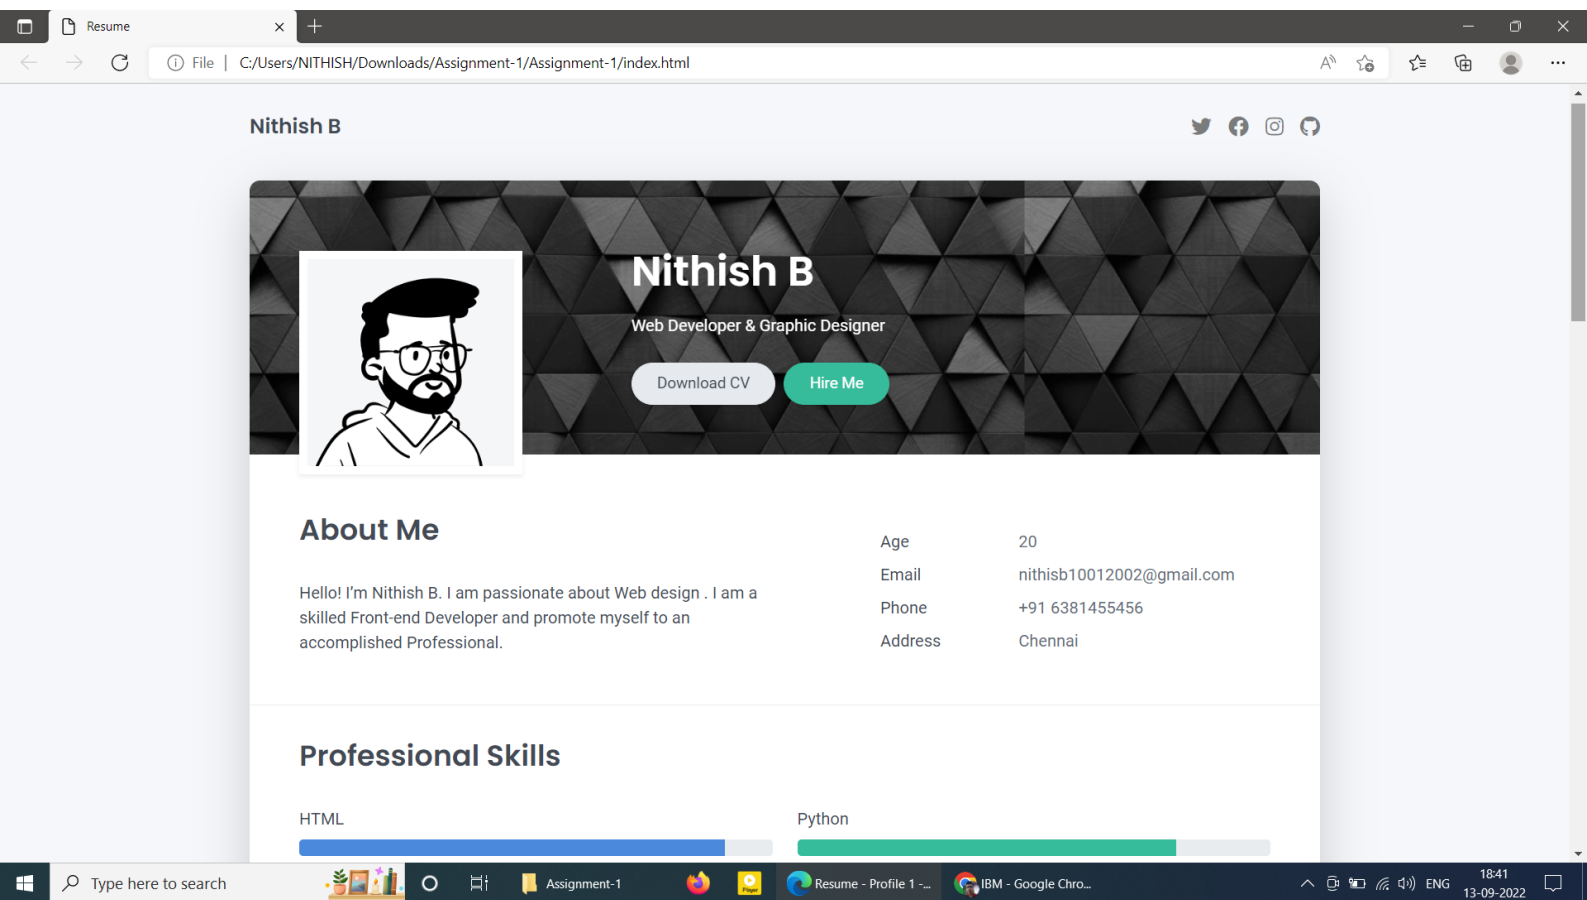 Resume
File | C:/Users/NITHISH/Downloads/Assignment-1/Assignment-1/index.html
Nithish B
Nithish B
Web Developer & Graphic Designer
Download CV
Hire Me
About Me
Hello! I’m Nithish B. I am passionate about Web design . I am a
skilled Front-end Developer and promote myself to an
accomplished Professional.
Age 20
Email nithisb10012002@gmail.com
Phone +91 6381455456
Address Chennai
Professional Skills
HTML
Python
Type here to search
Assignment-1
Player
Resume - Profile 1 -...
IBM - Google Chro...
ENG
18:41
13-09-2022